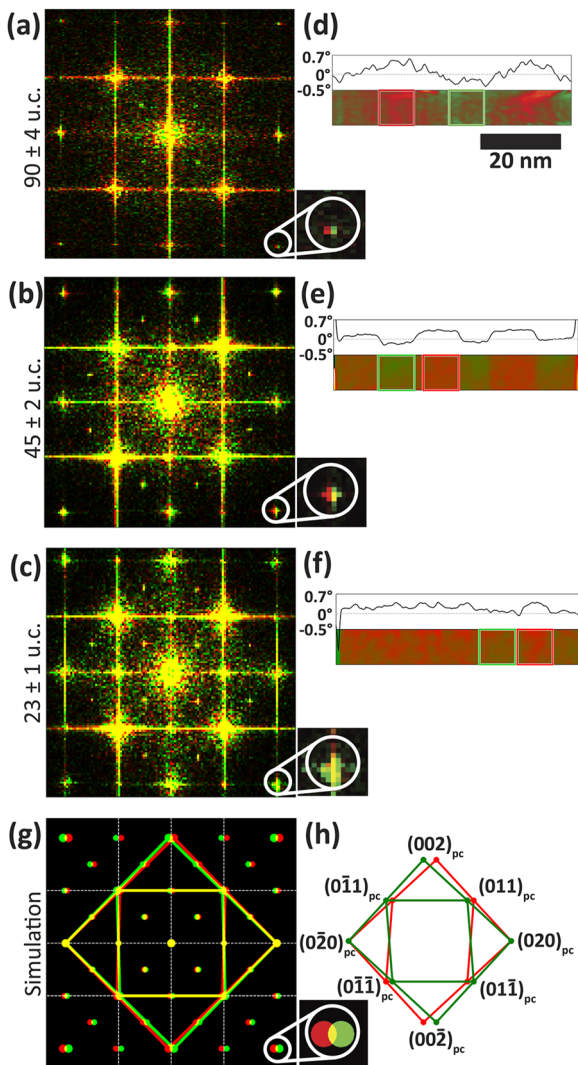 (a)
90 ± 4 u.c.
(d)
0.7°
0°
-0.5°
20 nm
(b)
45 ± 2 u.c.
(e)
0.7°
0°
-0.5°
(c)
23 ± 1 u.c.
(f)
0.7°
0°
-0.5°
(g)
Simulation
(h)
(002)pc
(01̄1)pc
(011)pc
(02̄0)pc
(020)pc
(01̄1̄)pc
(011̄)pc
(002̄)pc